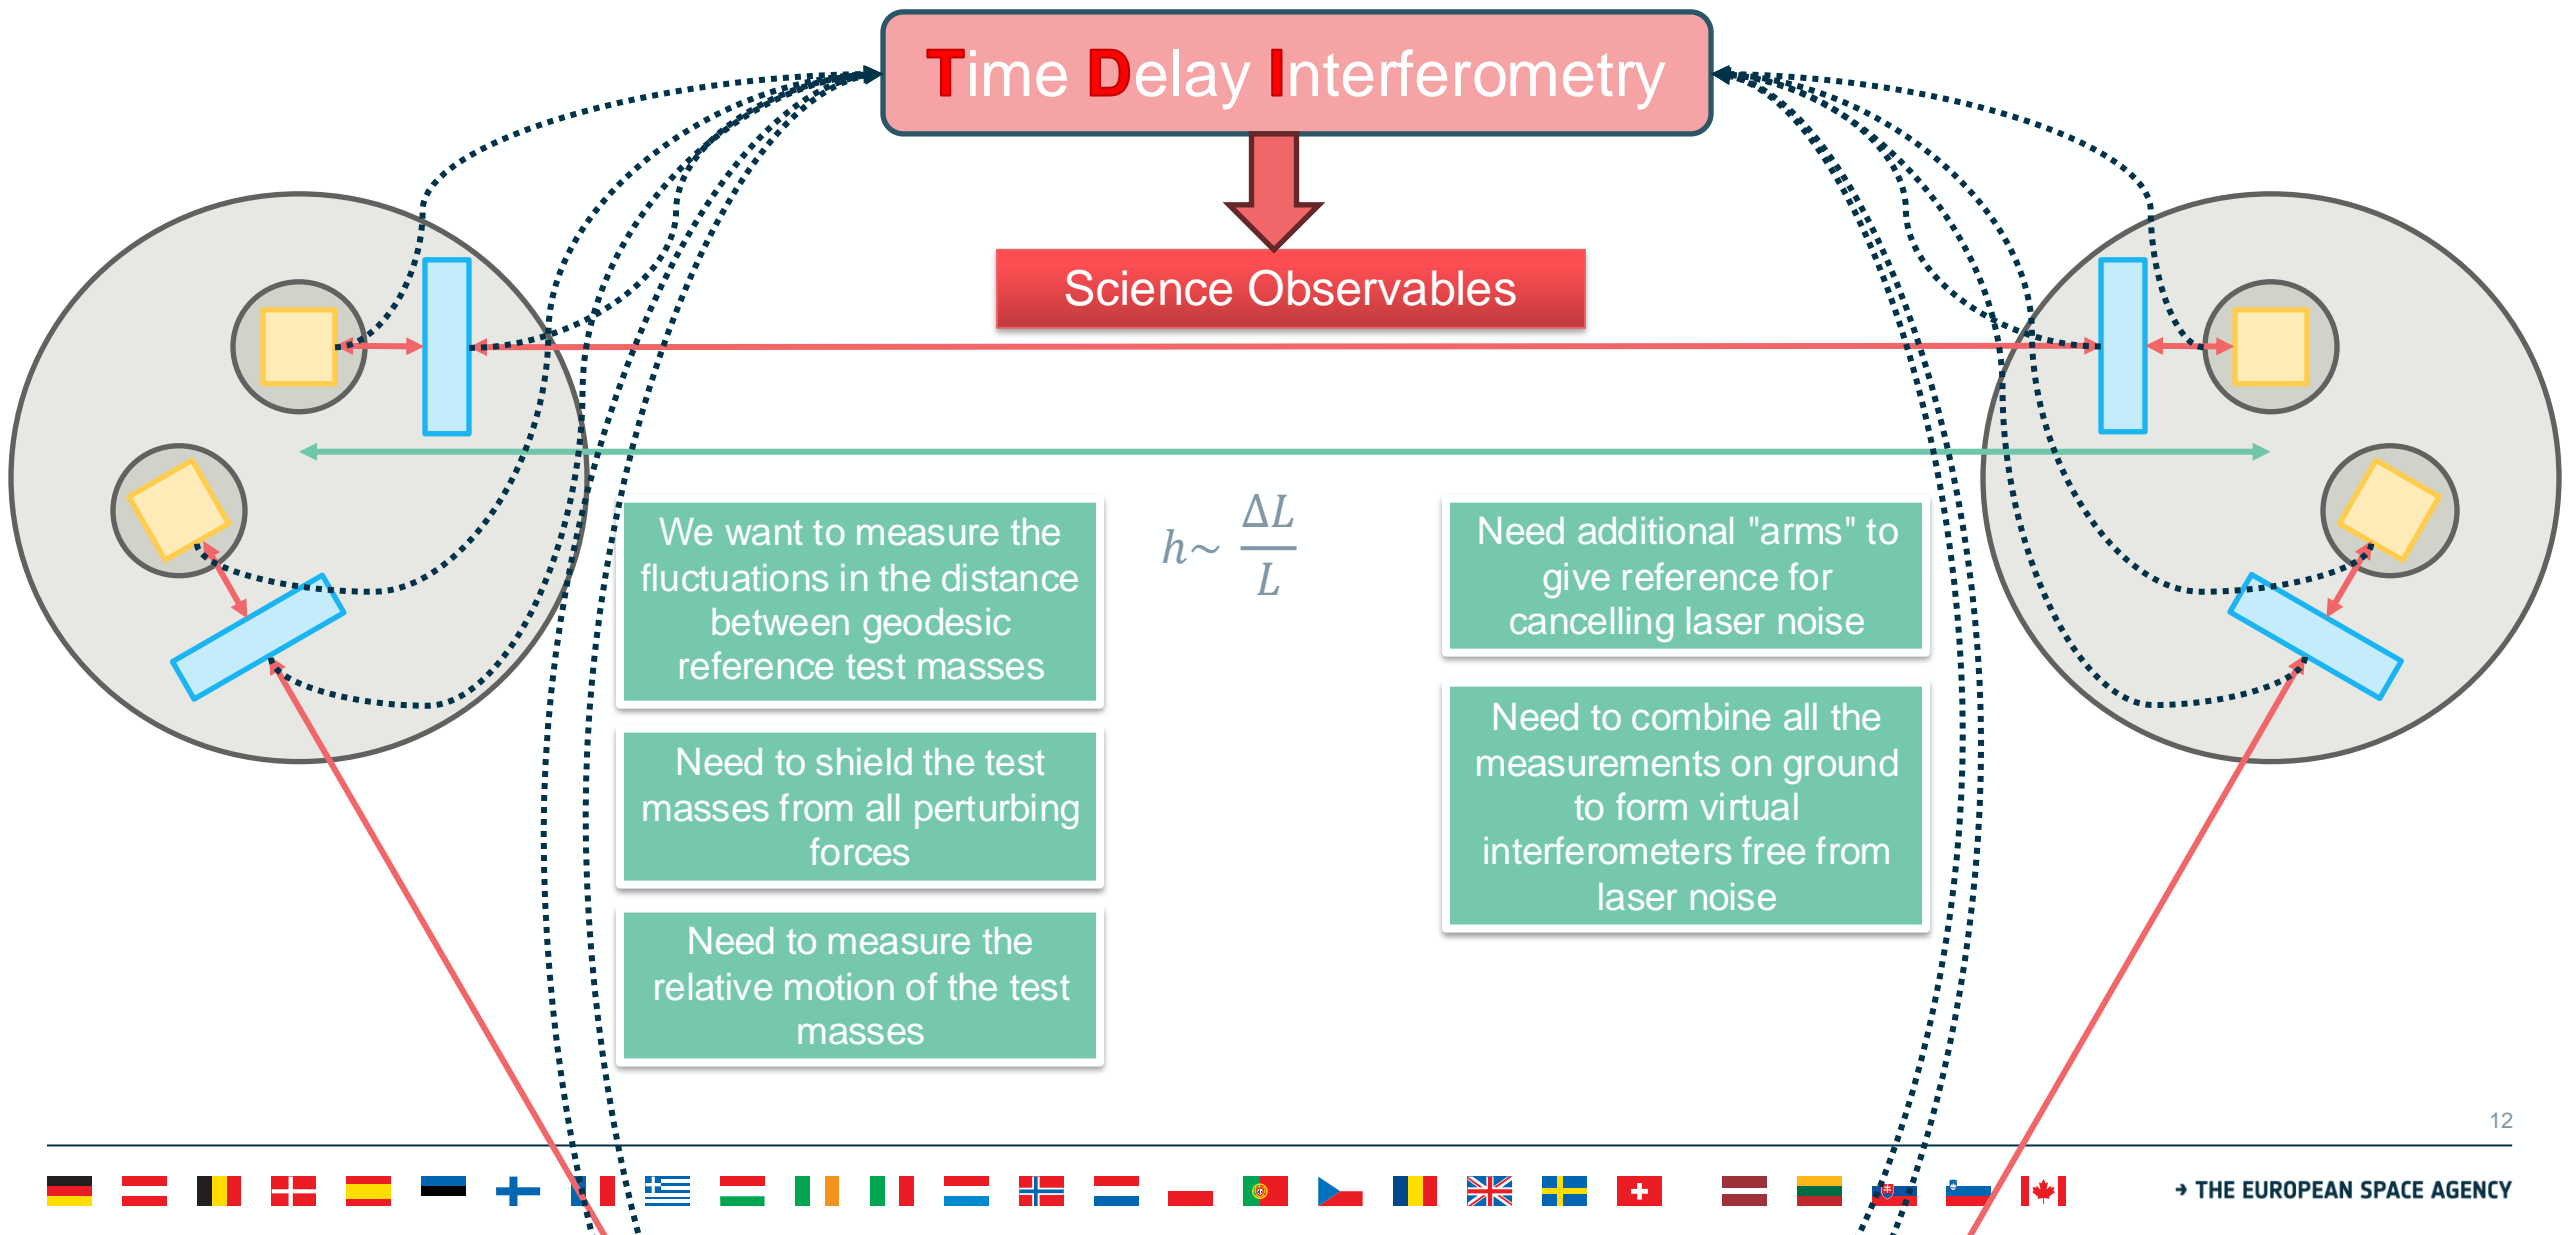 Time Delay Interferometry
Science Observables
We want to measure the
fluctuations in the distance
between geodesic
reference test masses
Need to shield the test
masses from all perturbing
forces
Need to measure the
relative motion of the test
masses
h~ ΔL/L
Need additional "arms" to
give reference for
cancelling laser noise
Need to combine all the
measurements on ground
to form virtual
interferometers free from
laser noise
12
→ THE EUROPEAN SPACE AGENCY